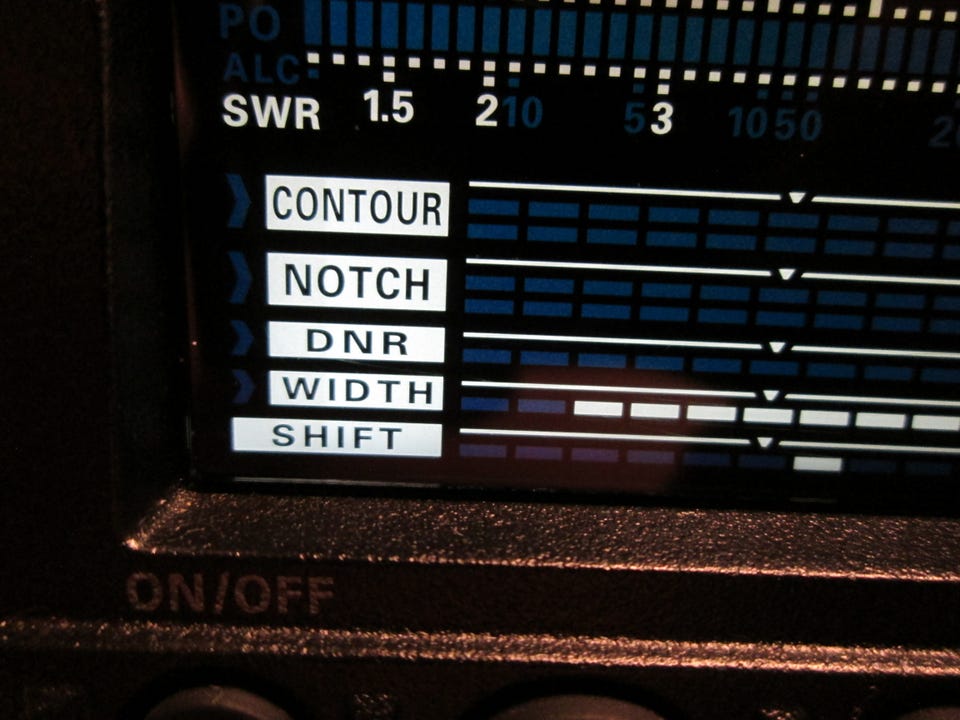 PO
ALC
SWR 1.5 2 10 5 3 10 50
CONTOUR
NOTCH
DNR
WIDTH
SHIFT
ON/OFF